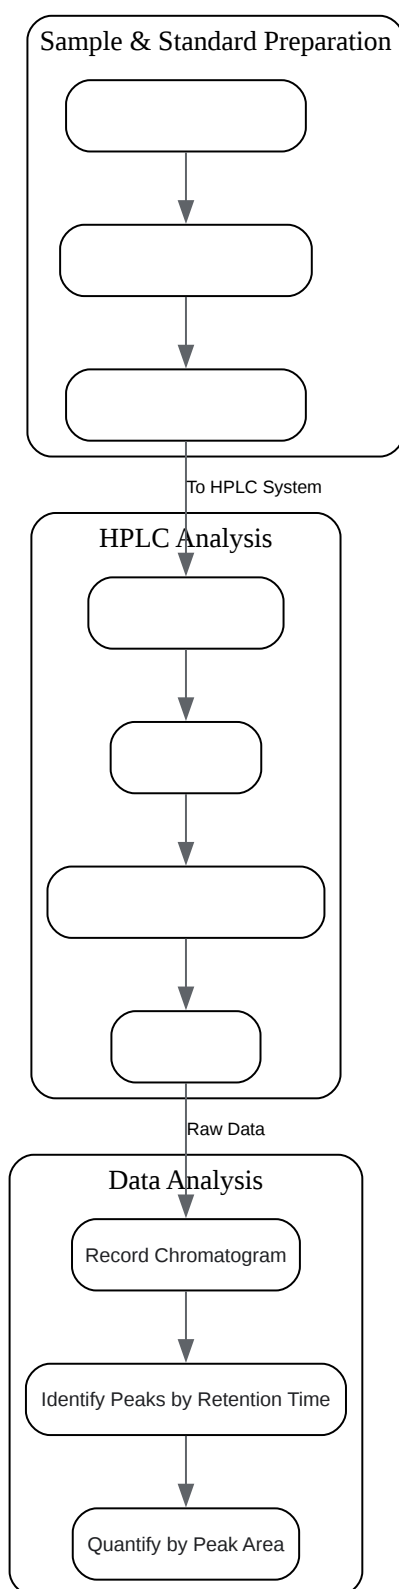 Sample & Standard Preparation
To HPLC System
HPLC Analysis
Raw Data
Data Analysis
Record Chromatogram
Identify Peaks by Retention Time
Quantify by Peak Area